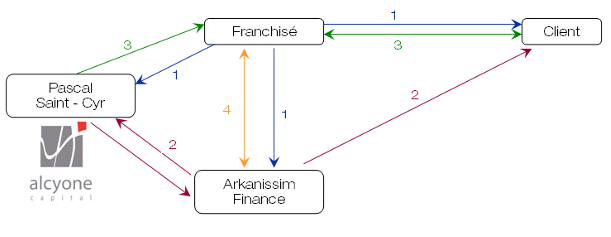 1
Franchisé
Client
3
3
1
Pascal
Saint - Cyr
4
1
2
2
alcyone
capital
Arkanissim
Finance